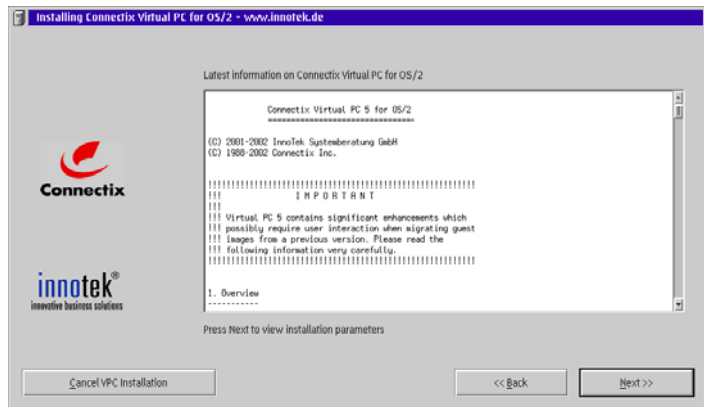 Installing Connectix Virtual PC for OS/2 - www.innotek.de
Latest information on Connectix Virtual PC for OS/2
Connectix Virtual PC 5 for OS/2
================================
(C) 2001-2002 InnoTek Systemberatung GmbH
(C) 1988-2002 Connectix Inc.
!!!!!!!!!!!!!!!!!!!!!!!!!!!!!!!!!!!!!!!!!!!!!!!!!!!!!!!!!!!
!!! I M P O R T A N T
!!!
!!! Virtual PC 5 contains significant enhancements which
!!! possibly require user interaction when migrating guest
!!! images from a previous version. Please read the
!!! following information very carefully.
!!!!!!!!!!!!!!!!!!!!!!!!!!!!!!!!!!!!!!!!!!!!!!!!!!!!!!!!!!!
1. Overview
-----------
Connectix
innotek®
innovative business solutions
Press Next to view installation parameters
Cancel VPC Installation
<< Back
Next >>